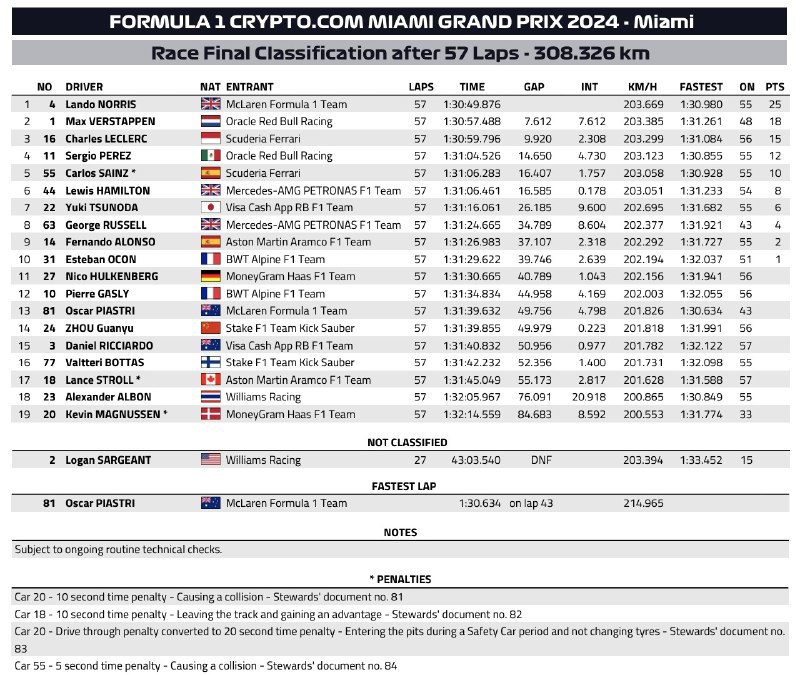 FORMULA 1 CRYPTO.COM MIAMI GRAND PRIX 2024 - Miami
Race Final Classification after 57 Laps - 308.326 km
NO DRIVER NAT ENTRANT LAPS TIME GAP INT KM/H FASTEST ON PTS
1 4 Lando NORRIS McLaren Formula 1 Team 57 1:30:49.876 203.669 1:30.980 55 25
2 1 Max VERSTAPPEN Oracle Red Bull Racing 57 1:30:57.488 7.612 7.612 203.385 1:31.261 48 18
3 16 Charles LECLERC Scuderia Ferrari 57 1:30:59.796 9.920 2.308 203.299 1:31.084 56 15
4 11 Sergio PEREZ Oracle Red Bull Racing 57 1:31:04.526 14.650 4.730 203.123 1:30.855 55 12
5 55 Carlos SAINZ * Scuderia Ferrari 57 1:31:06.283 16.407 1.757 203.058 1:30.928 55 10
6 44 Lewis HAMILTON Mercedes-AMG PETRONAS F1 Team 57 1:31:06.461 16.585 0.178 203.051 1:31.233 54 8
7 22 Yuki TSUNODA Visa Cash App RB F1 Team 57 1:31:16.061 26.185 9.600 202.695 1:31.682 55 6
8 63 George RUSSELL Mercedes-AMG PETRONAS F1 Team 57 1:31:24.665 34.789 8.604 202.377 1:31.921 43 4
9 14 Fernando ALONSO Aston Martin Aramco F1 Team 57 1:31:26.983 37.107 2.318 202.292 1:31.727 55 2
10 31 Esteban OCON BWT Alpine F1 Team 57 1:31:29.622 39.746 2.639 202.194 1:32.037 51 1
11 27 Nico HULKENBERG MoneyGram Haas F1 Team 57 1:31:30.665 40.789 1.043 202.156 1:31.941 56
12 10 Pierre GASLY BWT Alpine F1 Team 57 1:31:34.834 44.958 4.169 202.003 1:32.055 56
13 81 Oscar PIASTRI McLaren Formula 1 Team 57 1:31:39.632 49.756 4.798 201.826 1:30.634 43
14 24 ZHOU Guanyu Stake F1 Team Kick Sauber 57 1:31:39.855 49.979 0.223 201.818 1:31.991 56
15 3 Daniel RICCIARDO Visa Cash App RB F1 Team 57 1:31:40.832 50.956 0.977 201.782 1:32.122 57
16 77 Valtteri BOTTAS Stake F1 Team Kick Sauber 57 1:31:42.232 52.356 1.400 201.731 1:32.098 55
17 18 Lance STROLL * Aston Martin Aramco F1 Team 57 1:31:45.049 55.173 2.817 201.628 1:31.588 57
18 23 Alexander ALBON Williams Racing 57 1:32:05.967 76.091 20.918 200.865 1:30.849 55
19 20 Kevin MAGNUSSEN * MoneyGram Haas F1 Team 57 1:32:14.559 84.683 8.592 200.553 1:31.774 33
NOT CLASSIFIED
2 Logan SARGEANT Williams Racing 27 43:03.540 DNF 203.394 1:33.452 15
FASTEST LAP
81 Oscar PIASTRI McLaren Formula 1 Team 1:30.634 on lap 43 214.965
NOTES
Subject to ongoing routine technical checks.
* PENALTIES
Car 20 - 10 second time penalty - Causing a collision - Stewards' document no. 81
Car 18 - 10 second time penalty - Leaving the track and gaining an advantage - Stewards' document no. 82
Car 20 - Drive through penalty converted to 20 second time penalty - Entering the pits during a Safety Car period and not changing tyres - Stewards' document no.
83
Car 55 - 5 second time penalty - Causing a collision - Stewards' document no. 84